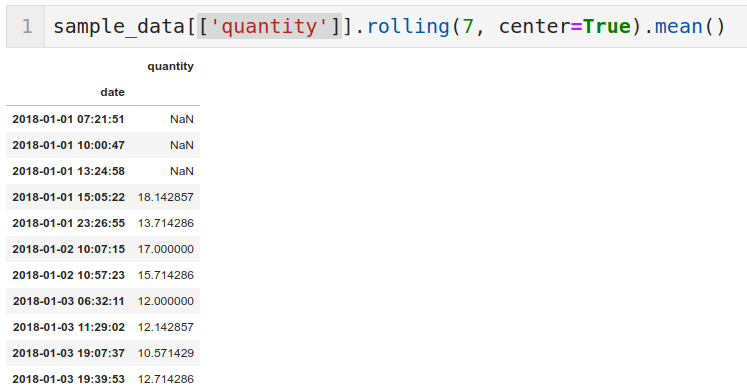 1 sample_data[['quantity']].rolling(7, center=True).mean()
quantity
date
2018-01-01 07:21:51 NaN
2018-01-01 10:00:47 NaN
2018-01-01 13:24:58 NaN
2018-01-01 15:05:22 18.142857
2018-01-01 23:26:55 13.714286
2018-01-02 10:07:15 17.000000
2018-01-02 10:57:23 15.714286
2018-01-03 06:32:11 12.000000
2018-01-03 11:29:02 12.142857
2018-01-03 19:07:37 10.571429
2018-01-03 19:39:53 12.714286